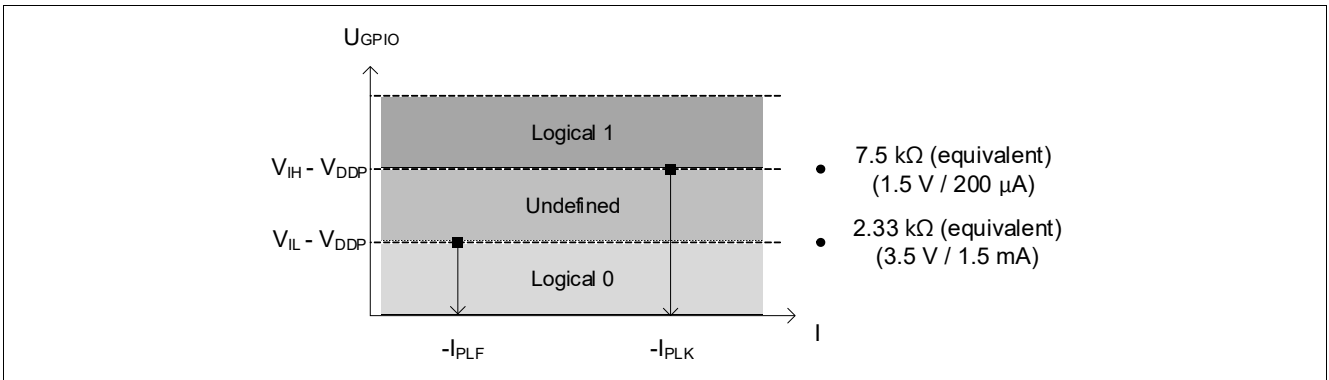 UGPIO
Logical 1
VIH - VDDP
7.5 kΩ (equivalent)
(1.5 V / 200 µA)
Undefined
VIL - VDDP
2.33 kΩ (equivalent)
(3.5 V / 1.5 mA)
Logical 0
I
-IPLF
-IPLK